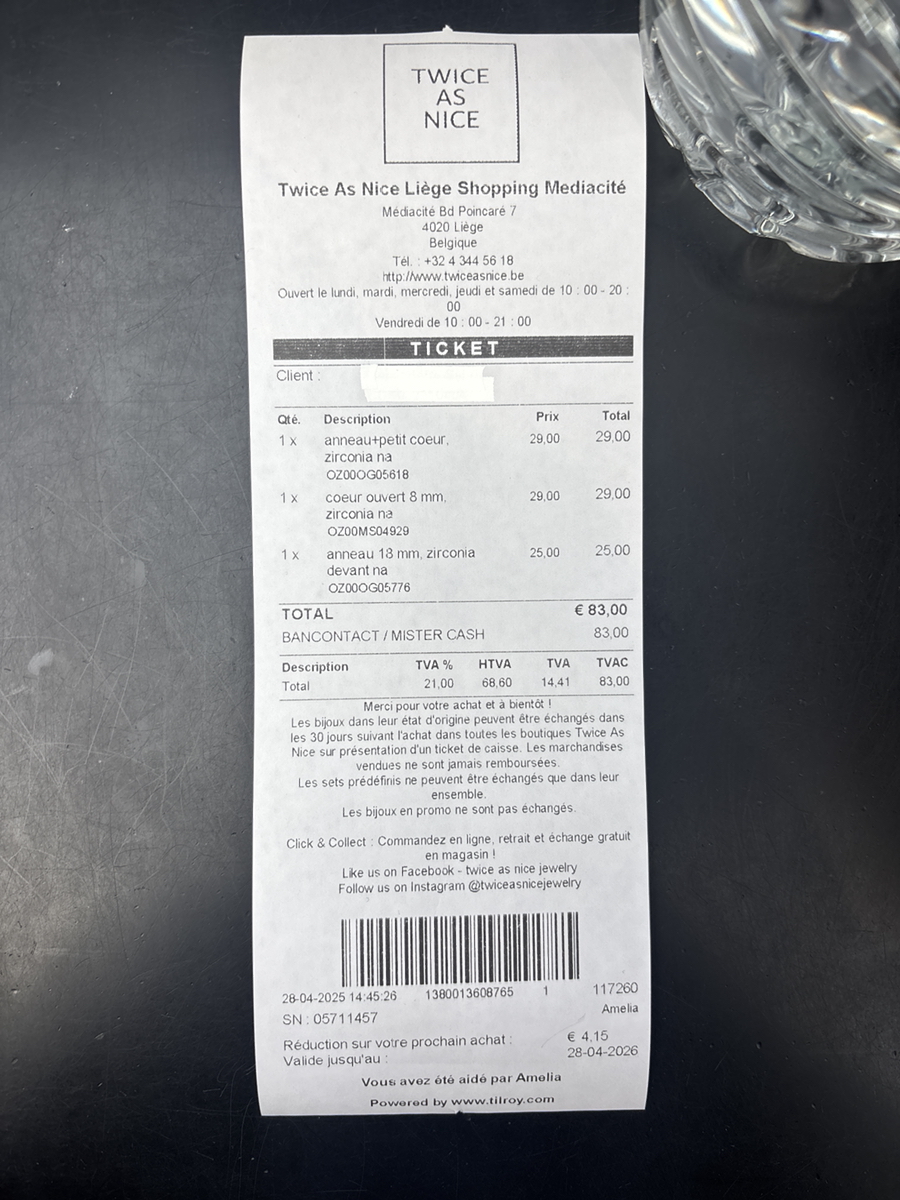 TWICE
AS
NICE
Twice As Nice Liège Shopping Mediacité
Médiacité Bd Poincaré 7
4020 Liège
Belgique
Tél. : +32 4 344 56 18
http://www.twiceasnice.be
Ouvert le lundi, mardi, mercredi, jeudi et samedi de 10 : 00 - 20 :
00
Vendredi de 10 : 00 - 21 : 00
TICKET
Client :
Qté. Description Prix Total
1 x anneau+petit coeur, 29,00 29,00
zirconia na
OZ00OG05618
1 x coeur ouvert 8 mm, 29,00 29,00
zirconia na
OZ00MS04929
1 x anneau 18 mm, zirconia 25,00 25,00
devant na
OZ00OG05776
TOTAL € 83,00
BANCONTACT / MISTER CASH 83,00
Description TVA % HTVA TVA TVAC
Total 21,00 68,60 14,41 83,00
Merci pour votre achat et à bientôt !
Les bijoux dans leur état d'origine peuvent être échangés dans
les 30 jours suivant l'achat dans toutes les boutiques Twice As
Nice sur présentation d'un ticket de caisse. Les marchandises
vendues ne sont jamais remboursées.
Les sets prédéfinis ne peuvent être échangés que dans leur
ensemble.
Les bijoux en promo ne sont pas échangés.
Click & Collect : Commandez en ligne, retrait et échange gratuit
en magasin !
Like us on Facebook - twice as nice jewelry
Follow us on Instagram @twiceasnicejewelry
28-04-2025 14:45:26 1380013608765 1 117260
SN : 05711457 Amelia
Réduction sur votre prochain achat : € 4,15
Valide jusqu'au : 28-04-2026
Vous avez été aidé par Amelia
Powered by www.tilroy.com